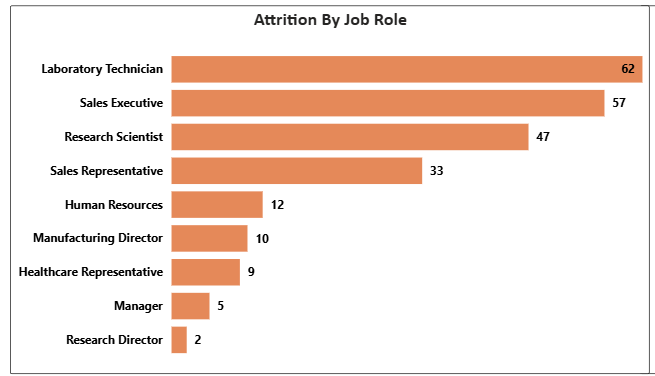 Attrition By Job Role
Laboratory Technician 62
Sales Executive 57
Research Scientist 47
Sales Representative 33
Human Resources 12
Manufacturing Director 10
Healthcare Representative 9
Manager 5
Research Director 2